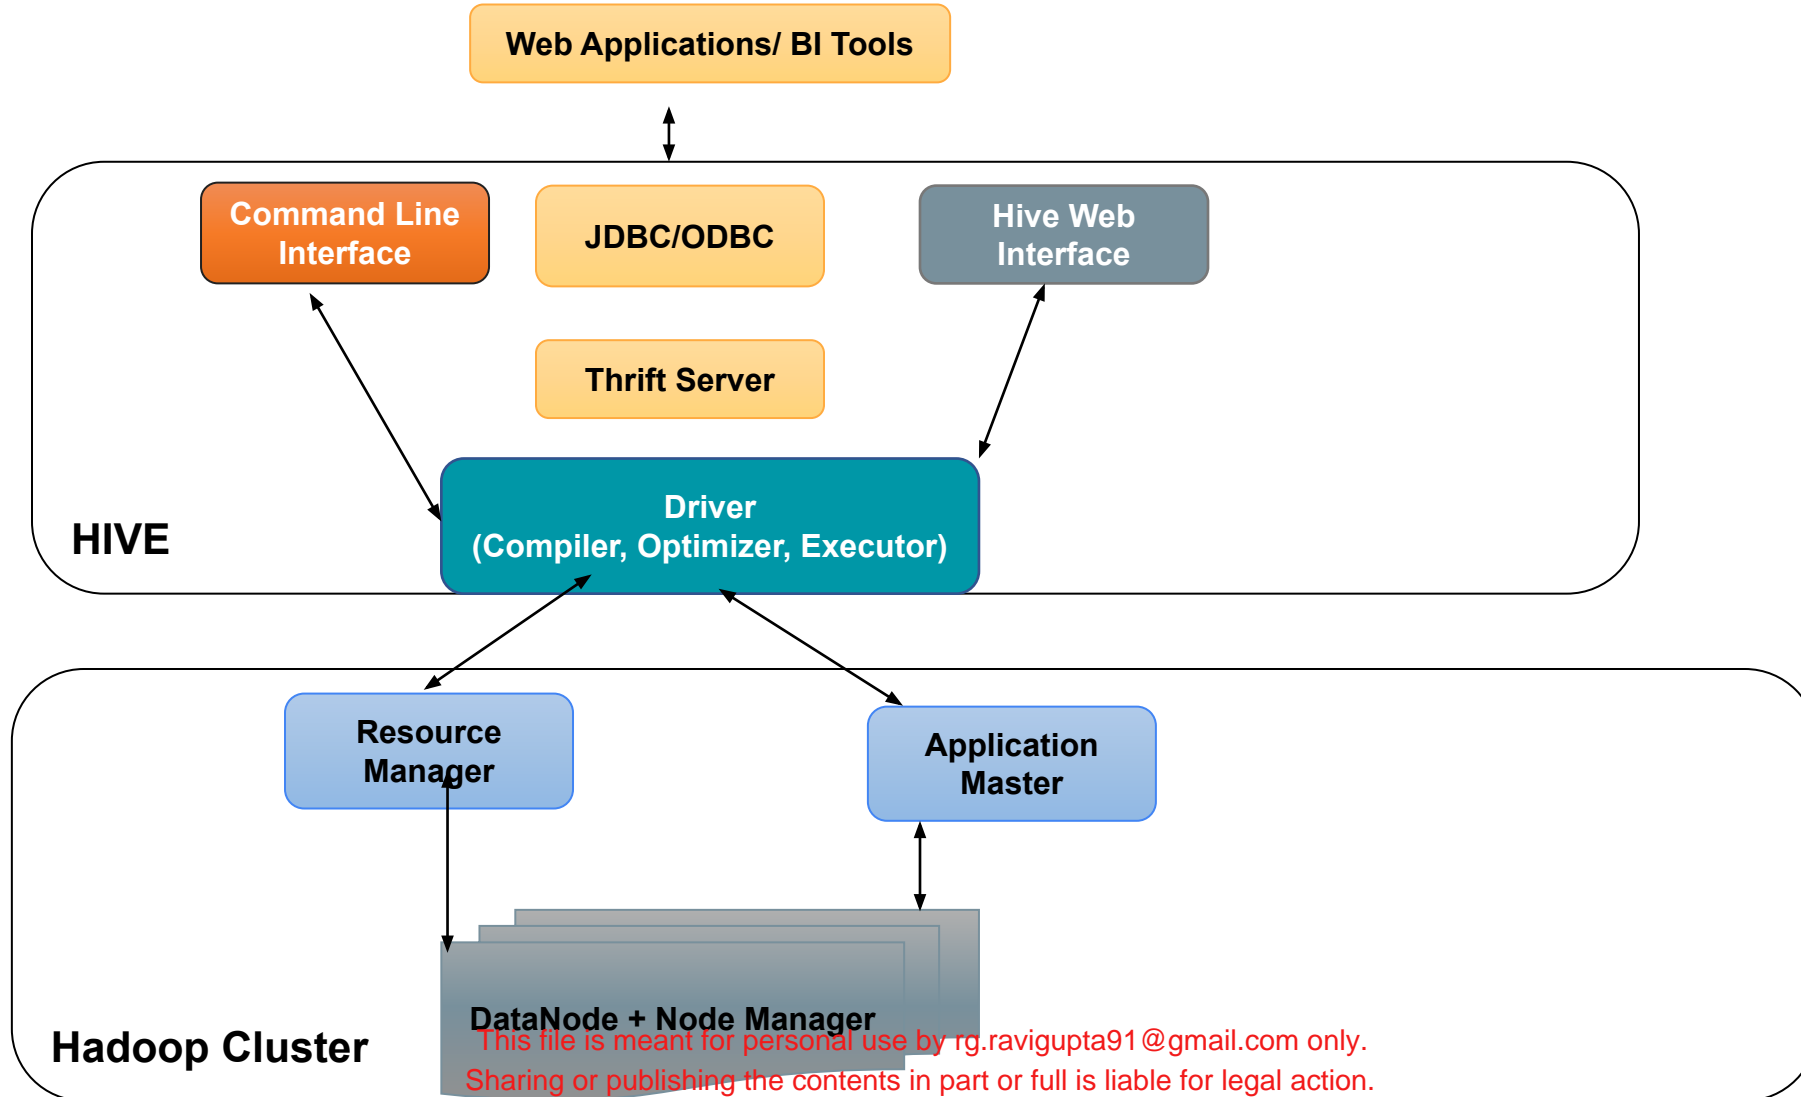 Web Applications/ BI Tools
Command Line
Interface
JDBC/ODBC
Hive Web
Interface
Thrift Server
Driver
(Compiler, Optimizer, Executor)
HIVE
Resource
Manager
Application
Master
DataNode + Node Manager
Hadoop Cluster
This file is meant for personal use by rg.ravigupta91@gmail.com only.
Sharing or publishing the contents in part or full is liable for legal action.